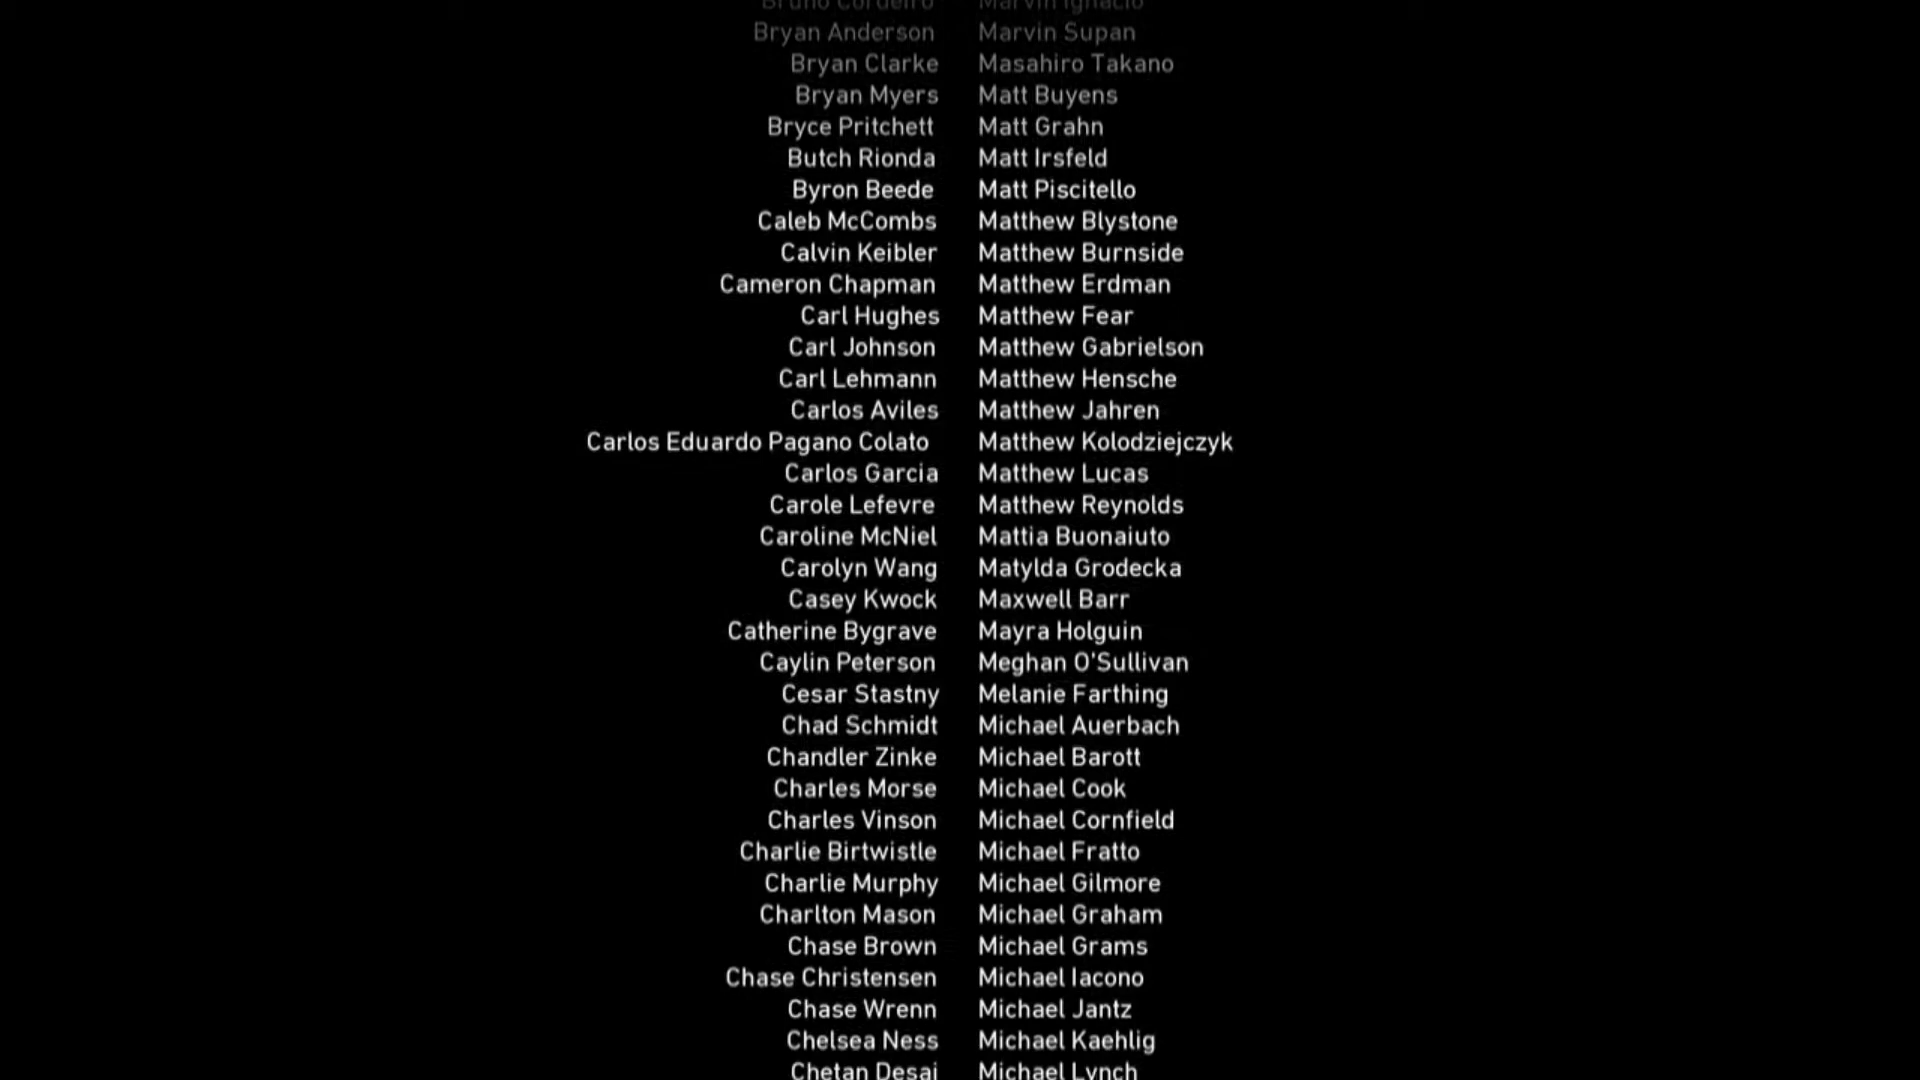 Bruno Cordeiro Marvin Ignacio
Bryan Anderson Marvin Supan
Bryan Clarke Masahiro Takano
Bryan Myers Matt Buyens
Bryce Pritchett Matt Grahn
Butch Rionda Matt Irsfeld
Byron Beede Matt Piscitello
Caleb McCombs Matthew Blystone
Calvin Keibler Matthew Burnside
Cameron Chapman Matthew Erdman
Carl Hughes Matthew Fear
Carl Johnson Matthew Gabrielson
Carl Lehmann Matthew Hensche
Carlos Aviles Matthew Jahren
Carlos Eduardo Pagano Colato Matthew Kolodziejczyk
Carlos Garcia Matthew Lucas
Carole Lefevre Matthew Reynolds
Caroline McNiel Mattia Buonaiuto
Carolyn Wang Matylda Grodecka
Casey Kwock Maxwell Barr
Catherine Bygrave Mayra Holguin
Caylin Peterson Meghan O'Sullivan
Cesar Stastny Melanie Farthing
Chad Schmidt Michael Auerbach
Chandler Zinke Michael Barott
Charles Morse Michael Cook
Charles Vinson Michael Cornfield
Charlie Birtwistle Michael Fratto
Charlie Murphy Michael Gilmore
Charlton Mason Michael Graham
Chase Brown Michael Grams
Chase Christensen Michael Iacono
Chase Wrenn Michael Jantz
Chelsea Ness Michael Kaehlig
Chetan Desai Michael Lynch